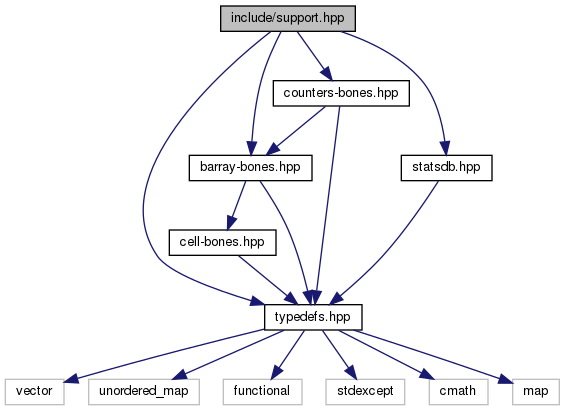 include/support.hpp
counters-bones.hpp
barray-bones.hpp
statsdb.hpp
cell-bones.hpp
typedefs.hpp
vector
unordered_map
functional
stdexcept
cmath
map